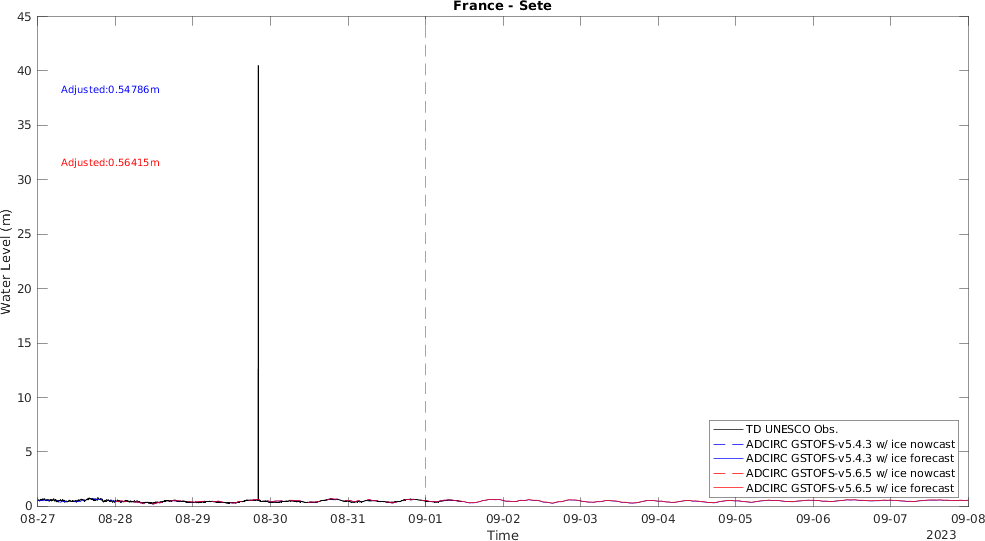 France - Sete
45
40
35
30
25
20
15
10
5
0
Water Level (m)
Adjusted:0.54786m
Adjusted:0.56415m
TD UNESCO Obs.
ADCIRC GSTOFS-v5.4.3 w/ ice nowcast
ADCIRC GSTOFS-v5.4.3 w/ ice forecast
ADCIRC GSTOFS-v5.6.5 w/ ice nowcast
ADCIRC GSTOFS-v5.6.5 w/ ice forecast
08-27 08-28 08-29 08-30 08-31 09-01 09-02 09-03 09-04 09-05 09-06 09-07 09-08
Time
2023